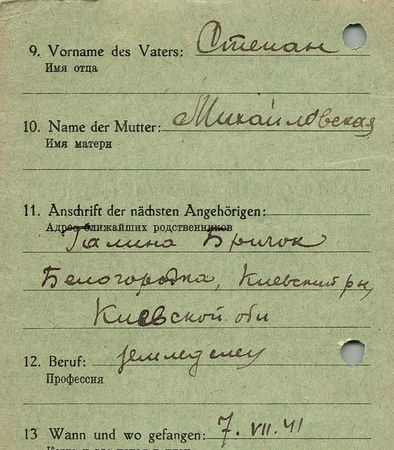 9. Vorname des Vaters: Степан
Имя отца
10. Name der Mutter: Михайловская
Имя матери
11. Anschrift der nächsten Angehörigen:
Адрес ближайших родственников
Галина Бричок
Белогородка, Киевский р-н,
Киевской обл
12. Beruf: земледелец
Профессия
13 Wann und wo gefangen: 7. VII. 41